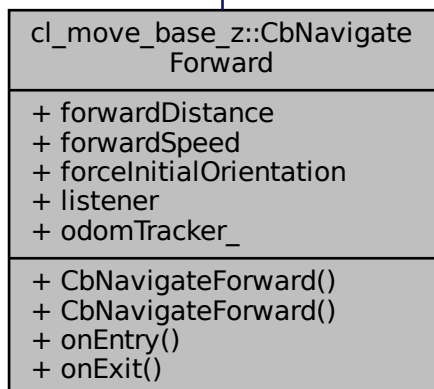 cl_move_base_z::CbNavigate
Forward
+ forwardDistance
+ forwardSpeed
+ forceInitialOrientation
+ listener
+ odomTracker_
+ CbNavigateForward()
+ CbNavigateForward()
+ onEntry()
+ onExit()